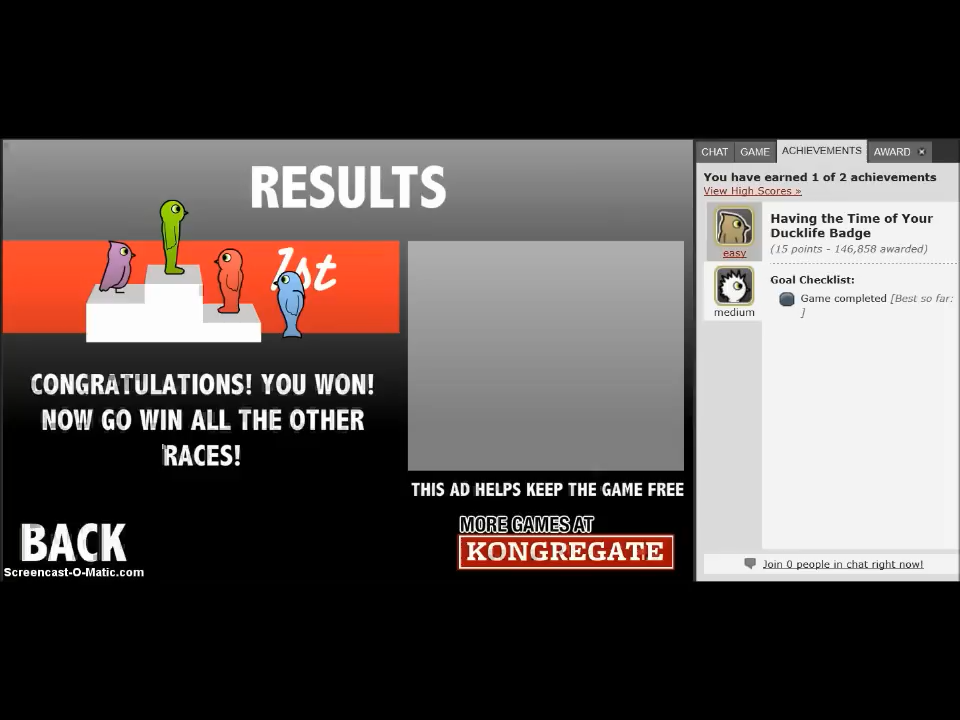 RESULTS
1st
CONGRATULATIONS! YOU WON!
NOW GO WIN ALL THE OTHER
RACES!
THIS AD HELPS KEEP THE GAME FREE
MORE GAMES AT
KONGREGATE
BACK
Screencast-O-Matic.com
CHAT GAME ACHIEVEMENTS AWARD
You have earned 1 of 2 achievements
View High Scores »
Having the Time of Your
Ducklife Badge
(15 points - 146,858 awarded)
easy
Goal Checklist:
Game completed [Best so far:
]
medium
Join 0 people in chat right now!